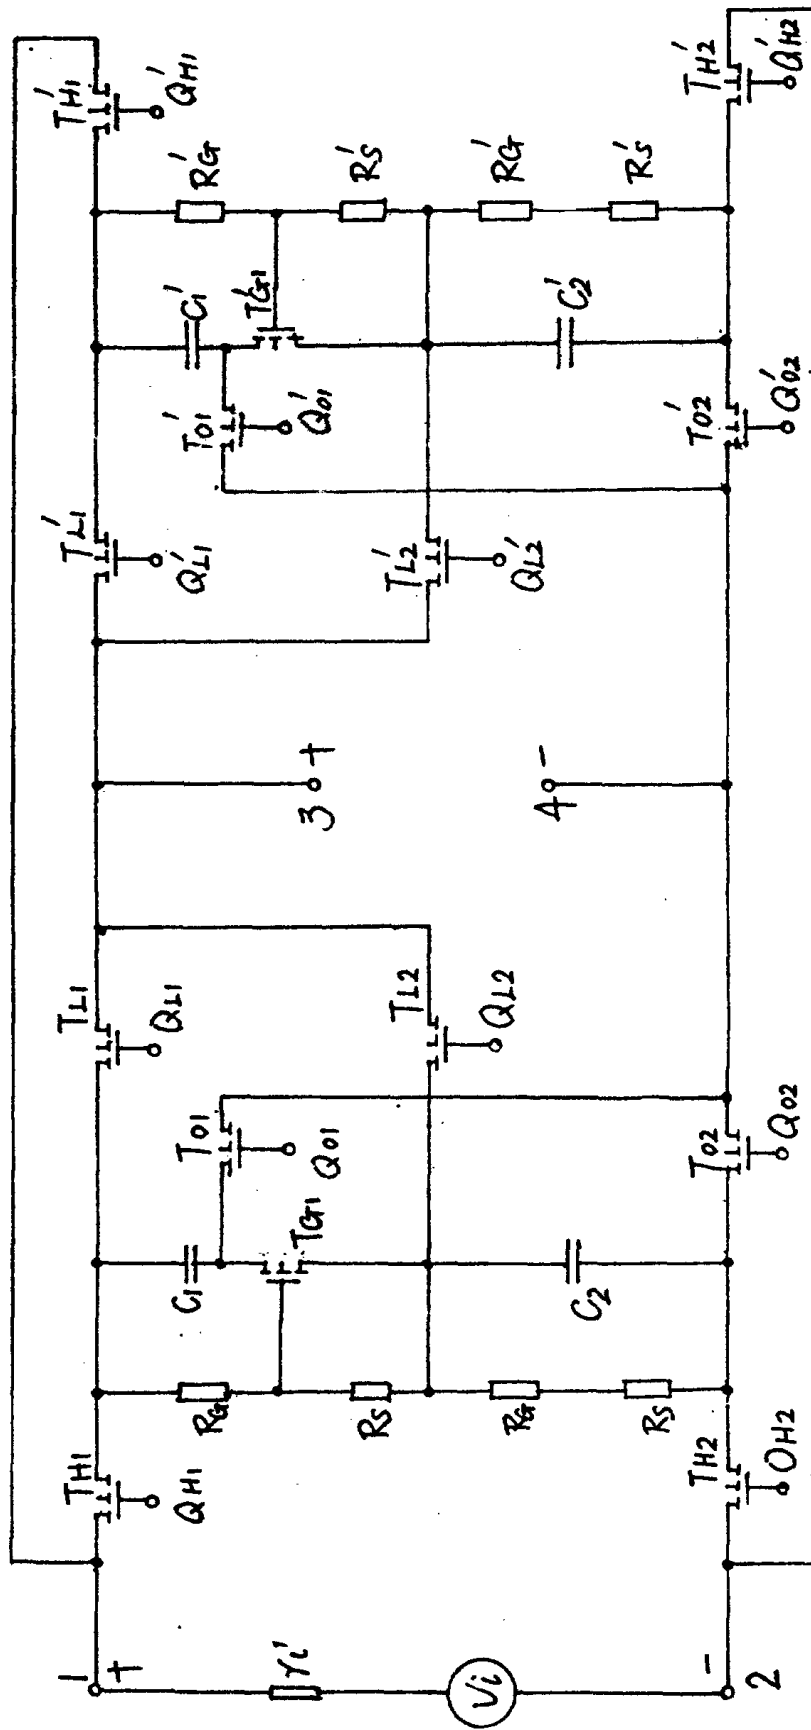 1
TH1
TL1
T'L1
T'H1
+
QH1
QL1
Q'L1
Q'H1
C1
T01
T'01
C'1
RG
R'G
ri'
TG1
T'G1
Q01
Q'01
3
+
RS
R'S
TL2
T'L2
Vi
QL2
Q'L2
RG
C2
4
-
C'2
R'G
RS
R'S
-
TH2
T02
T'02
T'H2
2
OH2
Q02
Q'02
Q'H2